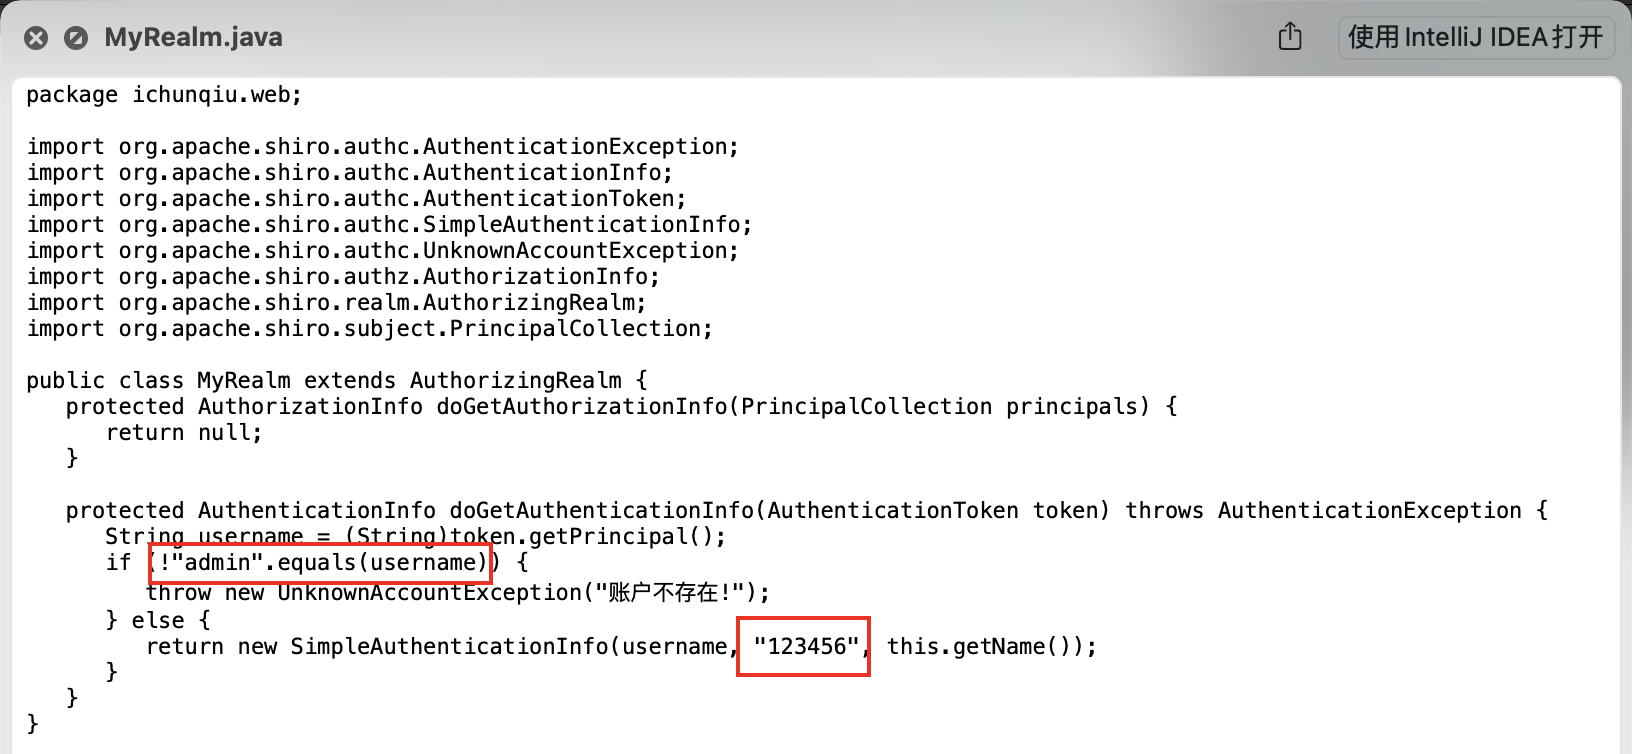 MyRealm.java
使用 IntelliJ IDEA 打开
package ichunqiu.web;
import org.apache.shiro.authc.AuthenticationException;
import org.apache.shiro.authc.AuthenticationInfo;
import org.apache.shiro.authc.AuthenticationToken;
import org.apache.shiro.authc.SimpleAuthenticationInfo;
import org.apache.shiro.authc.UnknownAccountException;
import org.apache.shiro.authz.AuthorizationInfo;
import org.apache.shiro.realm.AuthorizingRealm;
import org.apache.shiro.subject.PrincipalCollection;
public class MyRealm extends AuthorizingRealm {
protected AuthorizationInfo doGetAuthorizationInfo(PrincipalCollection principals) {
return null;
}
protected AuthenticationInfo doGetAuthenticationInfo(AuthenticationToken token) throws AuthenticationException {
String username = (String)token.getPrincipal();
if (!"admin".equals(username)) {
throw new UnknownAccountException("账户不存在!");
} else {
return new SimpleAuthenticationInfo(username, "123456", this.getName());
}
}
}